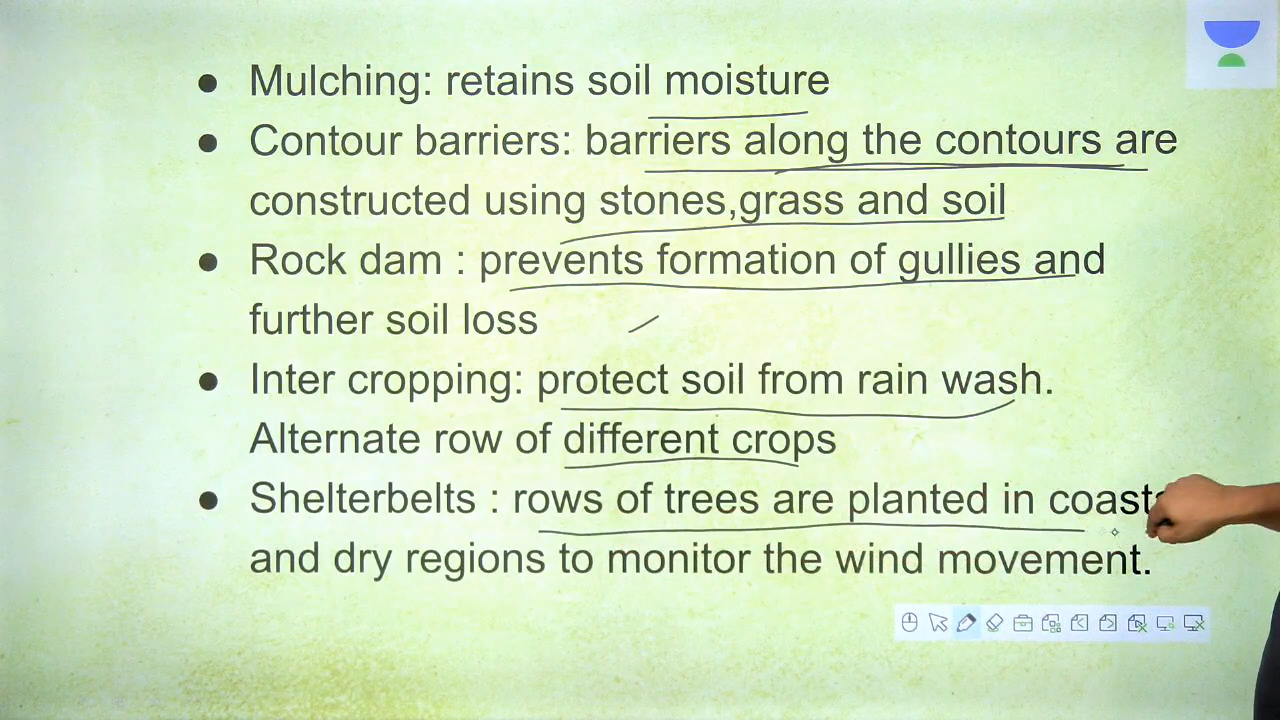 ● Mulching: retains soil moisture
● Contour barriers: barriers along the contours are
constructed using stones,grass and soil
● Rock dam : prevents formation of gullies and
further soil loss
● Inter cropping: protect soil from rain wash.
Alternate row of different crops
● Shelterbelts : rows of trees are planted in
and dry regions to monitor the wind movement.